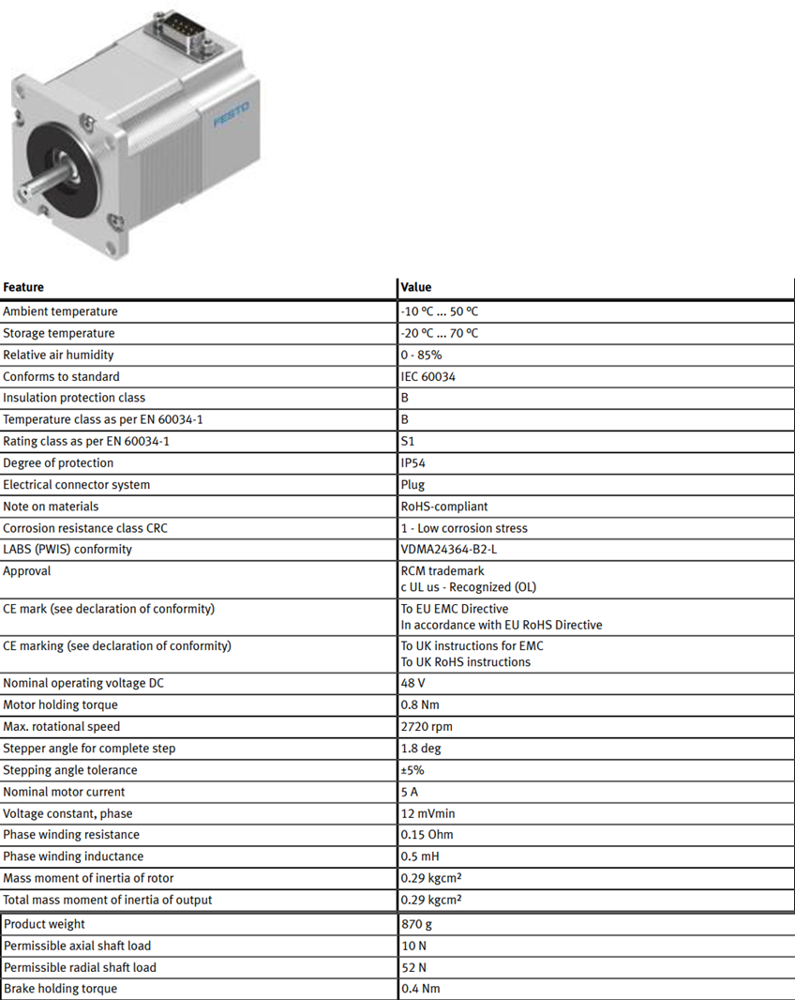 FESTO
Feature Value
Ambient temperature -10 °C ... 50 °C
Storage temperature -20 °C ... 70 °C
Relative air humidity 0 - 85%
Conforms to standard IEC 60034
Insulation protection class B
Temperature class as per EN 60034-1 B
Rating class as per EN 60034-1 S1
Degree of protection IP54
Electrical connector system Plug
Note on materials RoHS-compliant
Corrosion resistance class CRC 1 - Low corrosion stress
LABS (PWIS) conformity VDMA24364-B2-L
Approval RCM trademark
c UL us - Recognized (OL)
CE mark (see declaration of conformity) To EU EMC Directive
In accordance with EU RoHS Directive
CE marking (see declaration of conformity) To UK instructions for EMC
To UK RoHS instructions
Nominal operating voltage DC 48 V
Motor holding torque 0.8 Nm
Max. rotational speed 2720 rpm
Stepper angle for complete step 1.8 deg
Stepping angle tolerance ±5%
Nominal motor current 5 A
Voltage constant, phase 12 mVmin
Phase winding resistance 0.15 Ohm
Phase winding inductance 0.5 mH
Mass moment of inertia of rotor 0.29 kgcm²
Total mass moment of inertia of output 0.29 kgcm²
Product weight 870 g
Permissible axial shaft load 10 N
Permissible radial shaft load 52 N
Brake holding torque 0.4 Nm